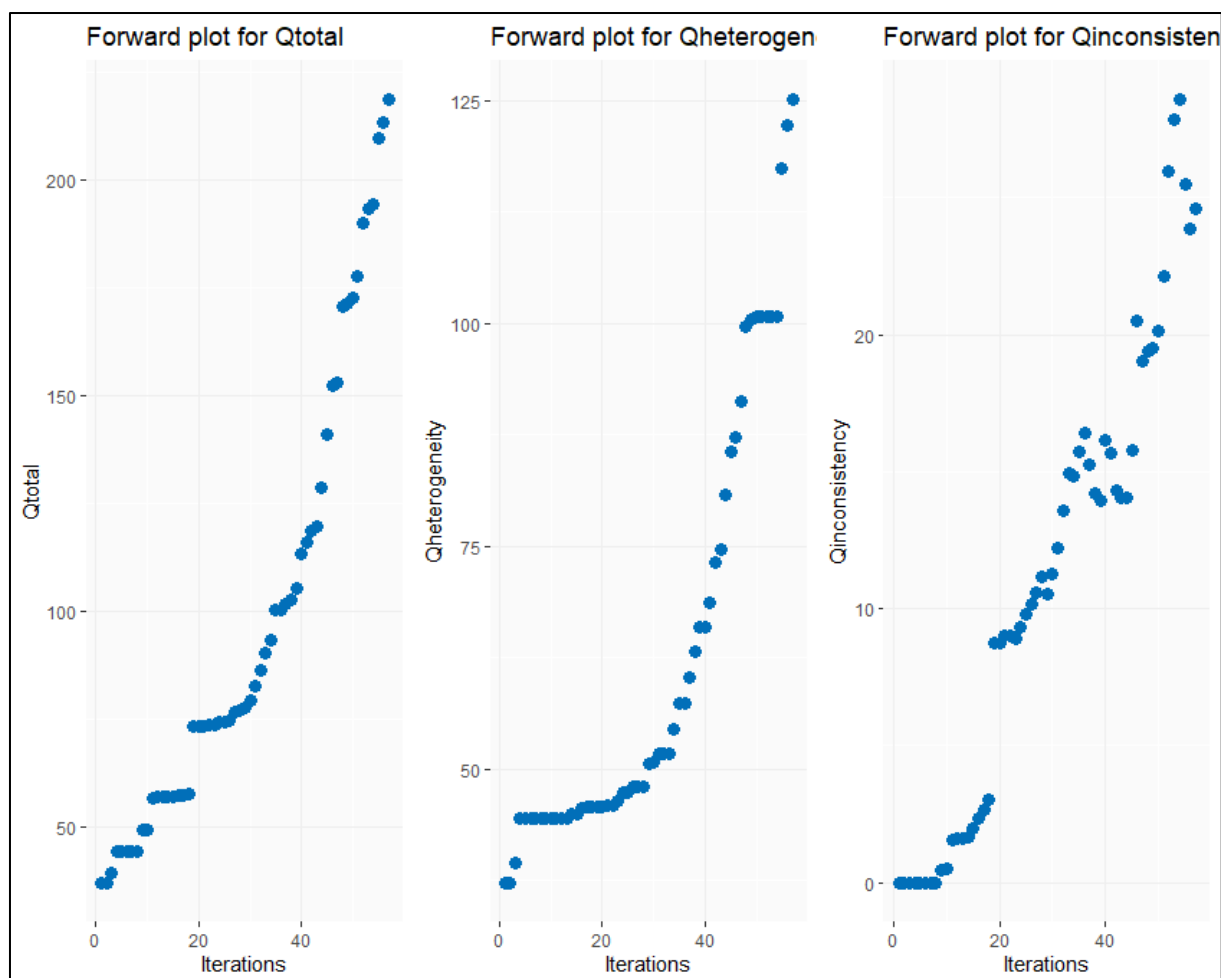 Forward plot for Qtotal
Qtotal
200
150
100
50
0
20
40
Iterations
Forward plot for Qheterogen
Qheterogeneity
125
100
75
50
0
20
40
Iterations
Forward plot for Qinconsisten
Qinconsistency
20
10
0
0
20
40
Iterations